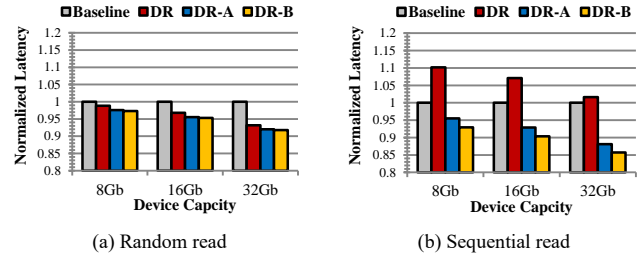 Baseline DR DR-A DR-B
Normalized Latency
1.2
1.15
1.1
1.05
1
0.95
0.9
0.85
0.8
8Gb 16Gb 32Gb
Device Capcity
(a) Random read
Baseline DR DR-A DR-B
Normalized Latency
1.2
1.15
1.1
1.05
1
0.95
0.9
0.85
0.8
8Gb 16Gb 32Gb
Device Capcity
(b) Sequential read